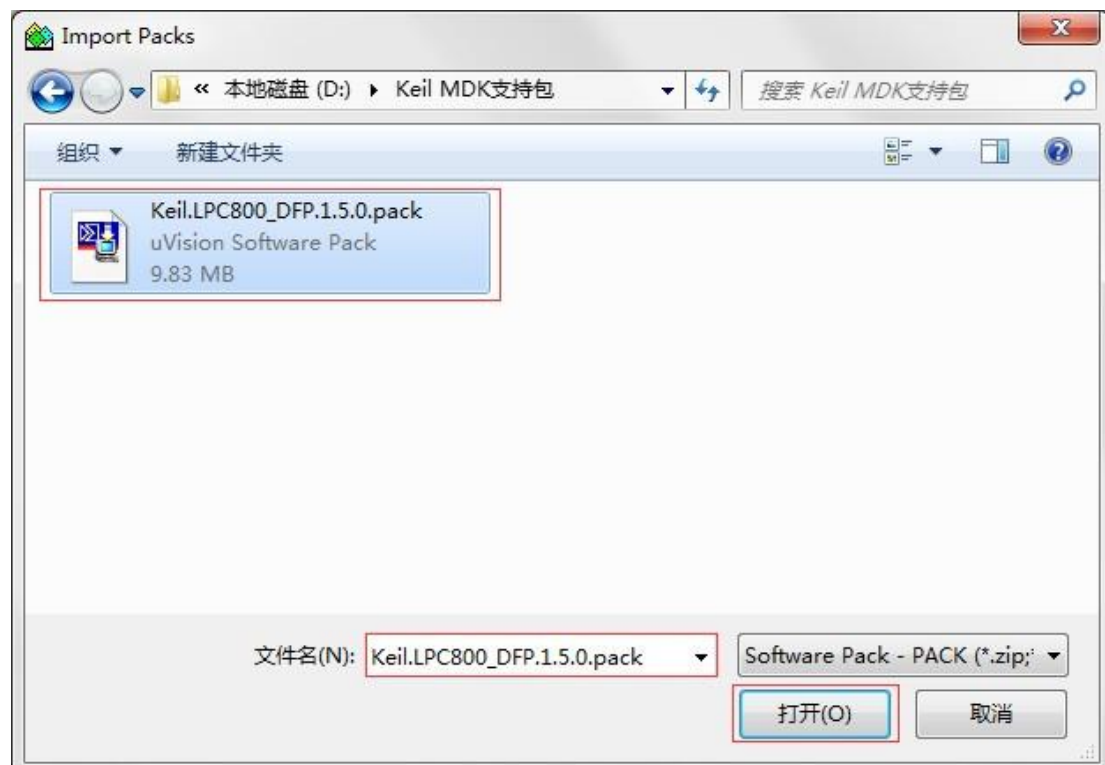 Import Packs
« 本地磁盘 (D:) ▸ Keil MDK支持包
搜索 Keil MDK支持包
组织 新建文件夹
Keil.LPC800_DFP.1.5.0.pack
uVision Software Pack
9.83 MB
文件名(N): Keil.LPC800_DFP.1.5.0.pack
Software Pack - PACK (*.zip;
打开(O) 取消